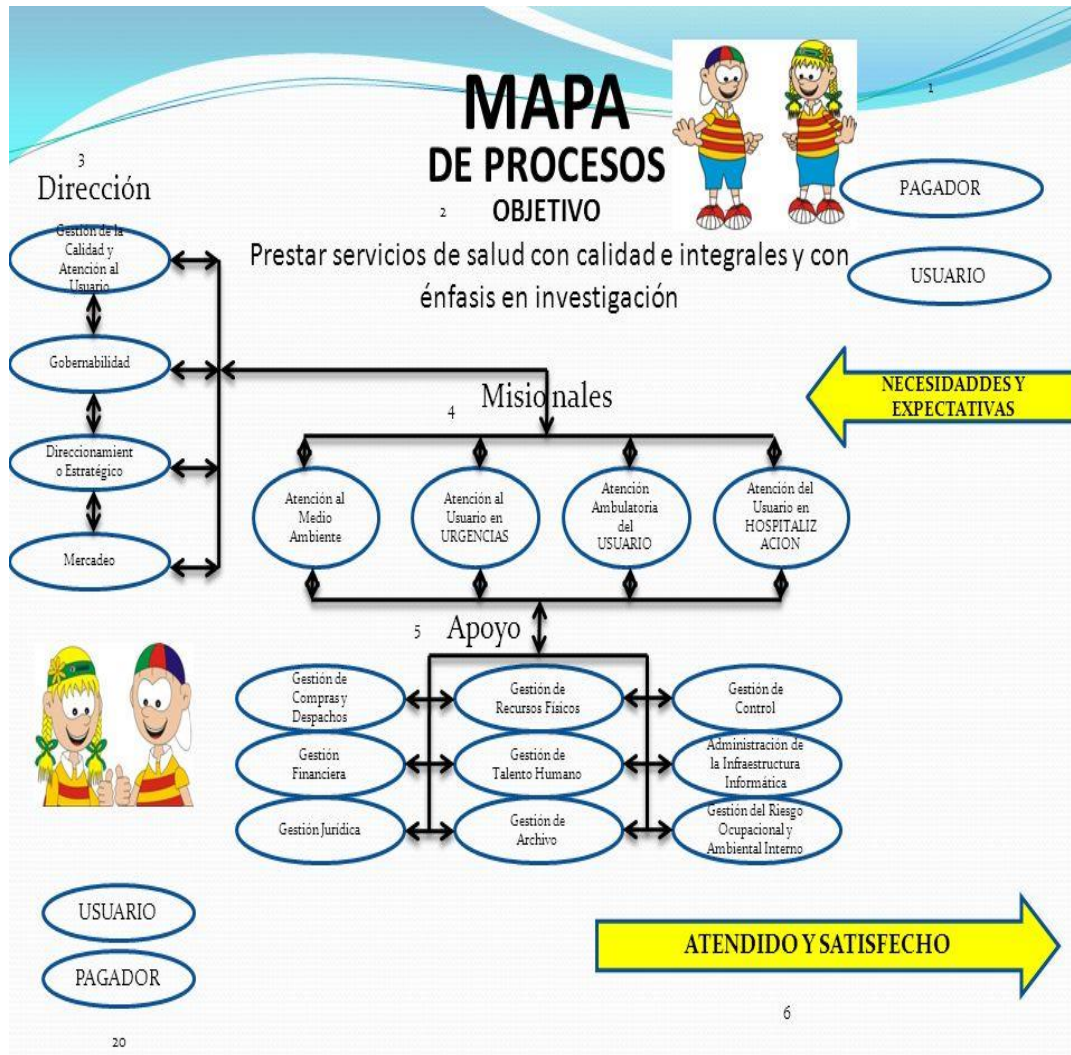 MAPA
DE PROCESOS
1
3
Dirección
PAGADOR
2
OBJETIVO
Gestión de la
Calidad y
Atención al
Usuario
Prestar servicios de salud con calidad e integrales y con
énfasis en investigación
USUARIO
Gobernabilidad
NECESIDADDES Y
EXPECTATIVAS
4
Misionales
Direccionamient
o Estratégico
Mercadeo
Atención al
Medio
Ambiente
Atención al
Usuario en
URGENCIAS
Atención
Ambulatoria
del
USUARIO
Atención del
Usuario en
HOSPITALIZ
ACION
5
Apoyo
Gestión de
Compras y
Despachos
Gestión de
Recursos Físicos
Gestión de
Control
Gestión
Financiera
Gestión de
Talento Humano
Administración de
la Infraestructura
Informática
Gestión Jurídica
Gestión de
Archivo
Gestión del Riesgo
Ocupacional y
Ambiental Interno
USUARIO
PAGADOR
ATENDIDO Y SATISFECHO
6
20